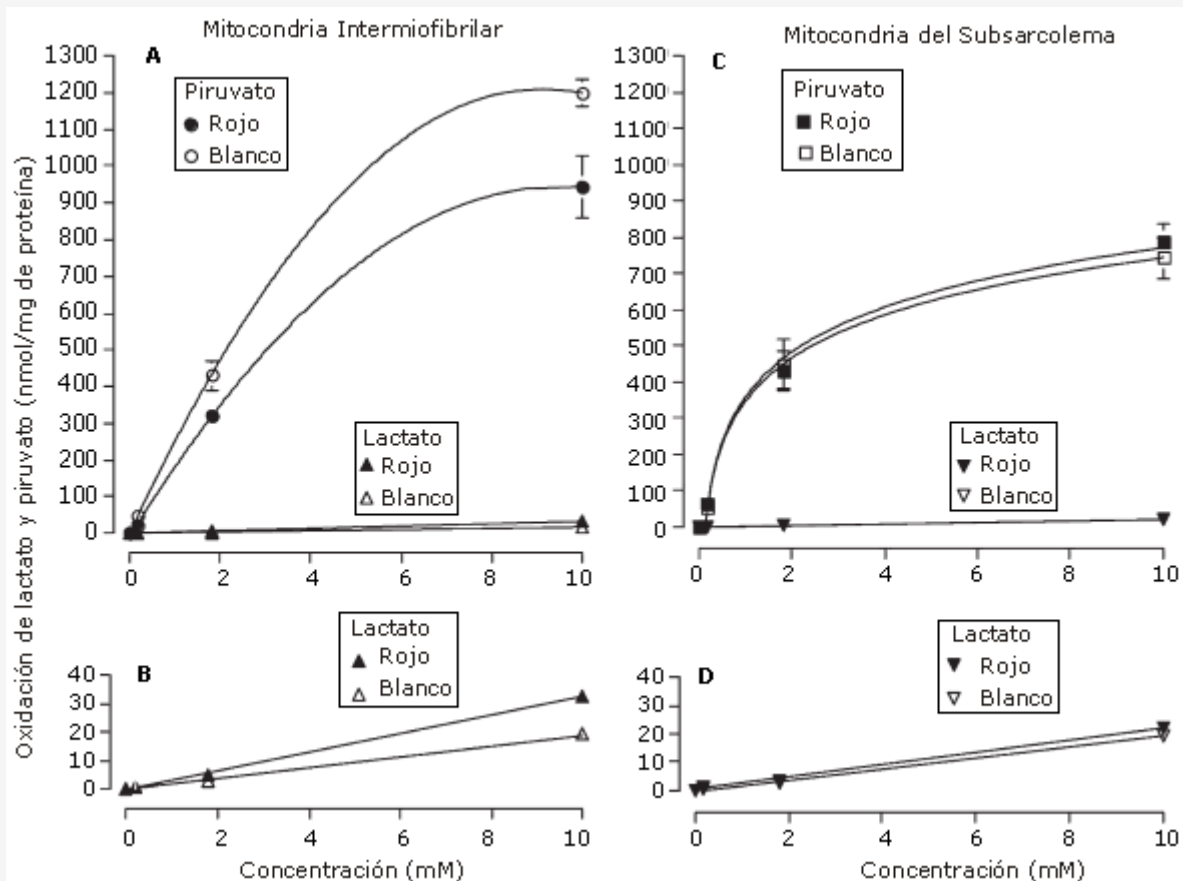 Mitocondria Intermiofibrilar
Mitocondria del Subsarcolema
Oxidación de lactato y piruvato (nmol/mg de proteína)
A
1300
1200
1100
1000
900
800
700
600
500
400
300
200
100
0
Piruvato
Rojo
Blanco
Lactato
Rojo
Blanco
0 2 4 6 8 10
C
1300
1200
1100
1000
900
800
700
600
500
400
300
200
100
0
Piruvato
Rojo
Blanco
Lactato
Rojo
Blanco
0 2 4 6 8 10
B
40
30
20
10
0
Lactato
Rojo
Blanco
0 2 4 6 8 10
Concentración (mM)
D
40
30
20
10
0
Lactato
Rojo
Blanco
0 2 4 6 8 10
Concentración (mM)